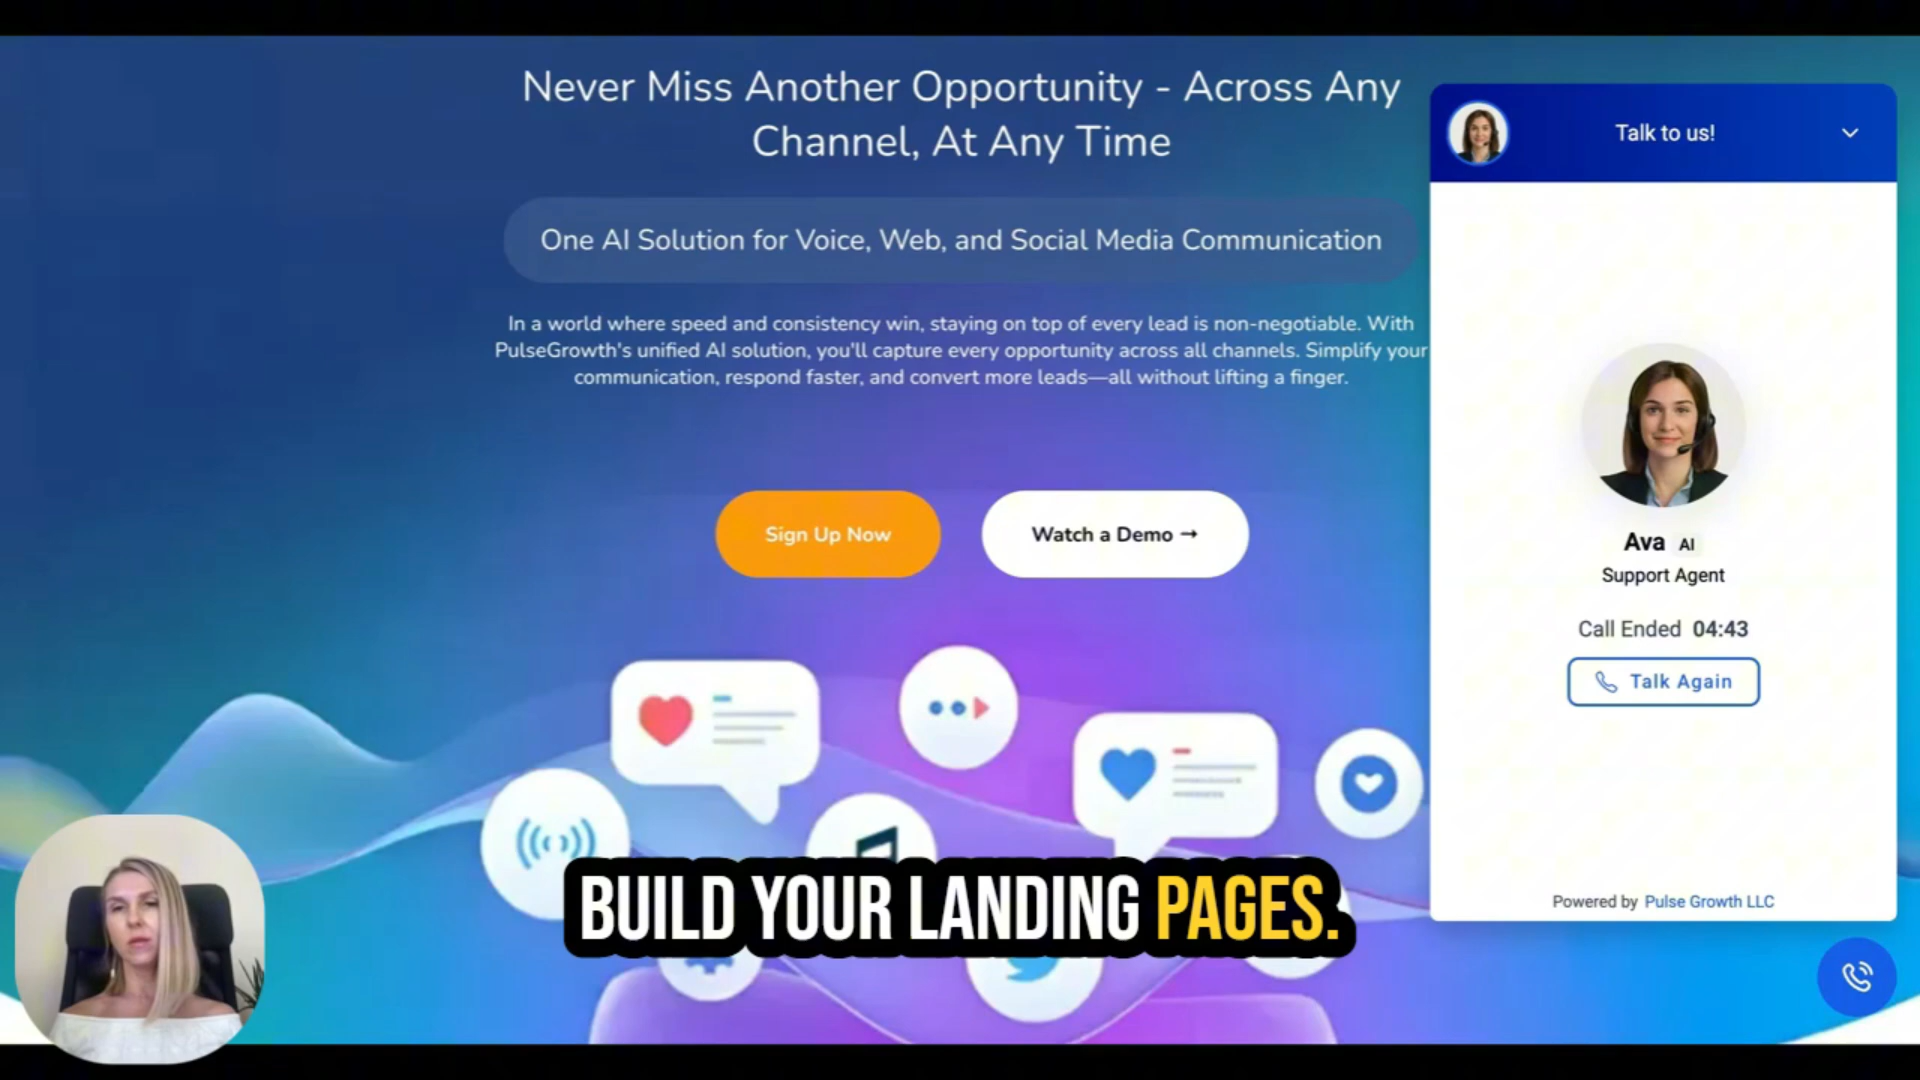 Never Miss Another Opportunity - Across Any
Channel, At Any Time
One AI Solution for Voice, Web, and Social Media Communication
In a world where speed and consistency win, staying on top of every lead is non-negotiable. With
PulseGrowth's unified AI solution, you'll capture every opportunity across all channels. Simplify your
communication, respond faster, and convert more leads—all without lifting a finger.
Sign Up Now
Watch a Demo →
Talk to us!
Ava AI
Support Agent
Call Ended 04:43
Talk Again
Powered by Pulse Growth LLC
BUILD YOUR LANDING PAGES.